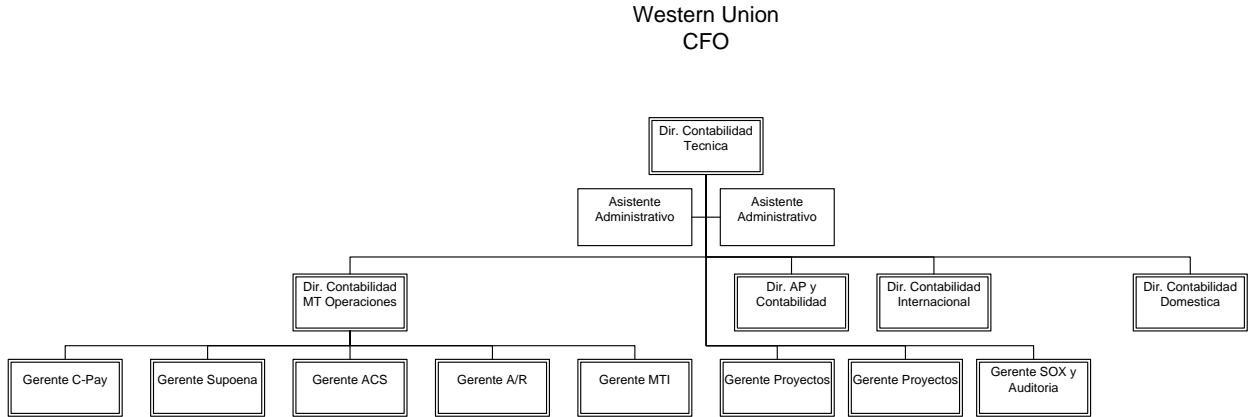 Western Union
CFO
Dir. Contabilidad
Tecnica
Asistente
Administrativo
Asistente
Administrativo
Dir. Contabilidad
MT Operaciones
Dir. AP y
Contabilidad
Dir. Contabilidad
Internacional
Dir. Contabilidad
Domestica
Gerente C-Pay
Gerente Supoena
Gerente ACS
Gerente A/R
Gerente MTI
Gerente Proyectos
Gerente Proyectos
Gerente SOX y
Auditoria